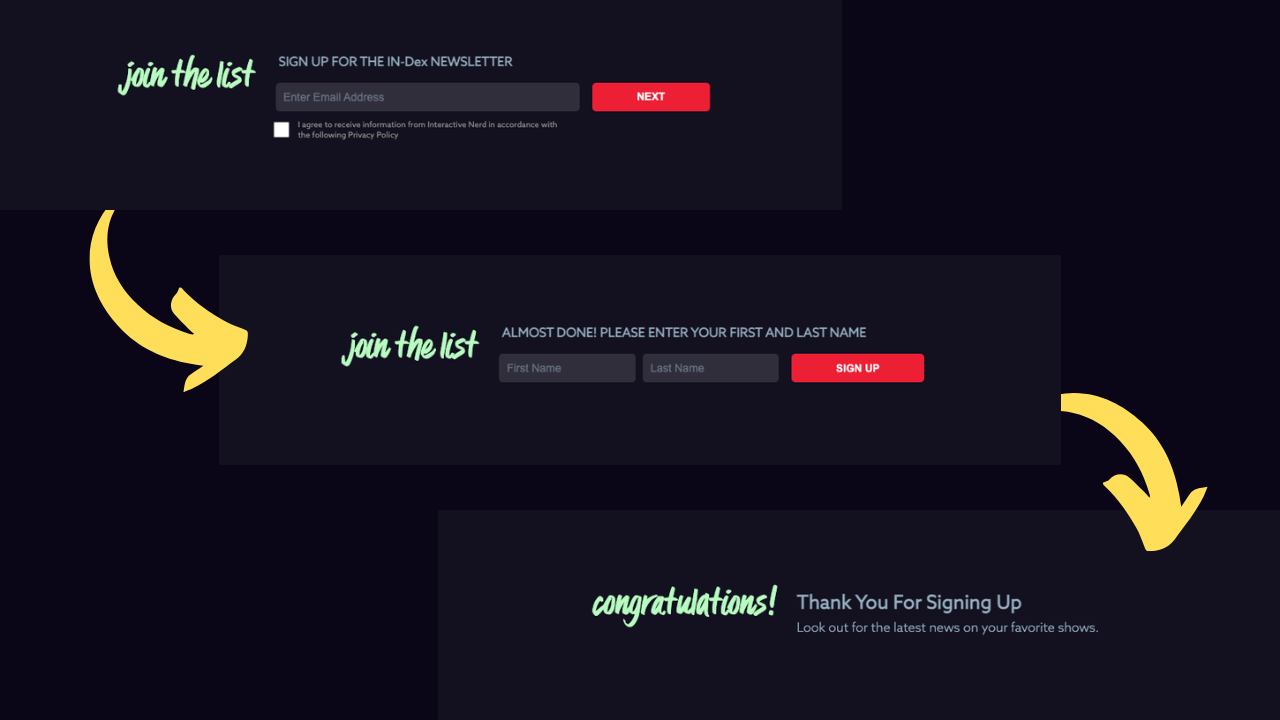 join the list
SIGN UP FOR THE IN-Dex NEWSLETTER
Enter Email Address
NEXT
I agree to receive information from Interactive Nerd in accordance with
the following Privacy Policy
join the list
ALMOST DONE! PLEASE ENTER YOUR FIRST AND LAST NAME
First Name
Last Name
SIGN UP
congratulations!
Thank You For Signing Up
Look out for the latest news on your favorite shows.